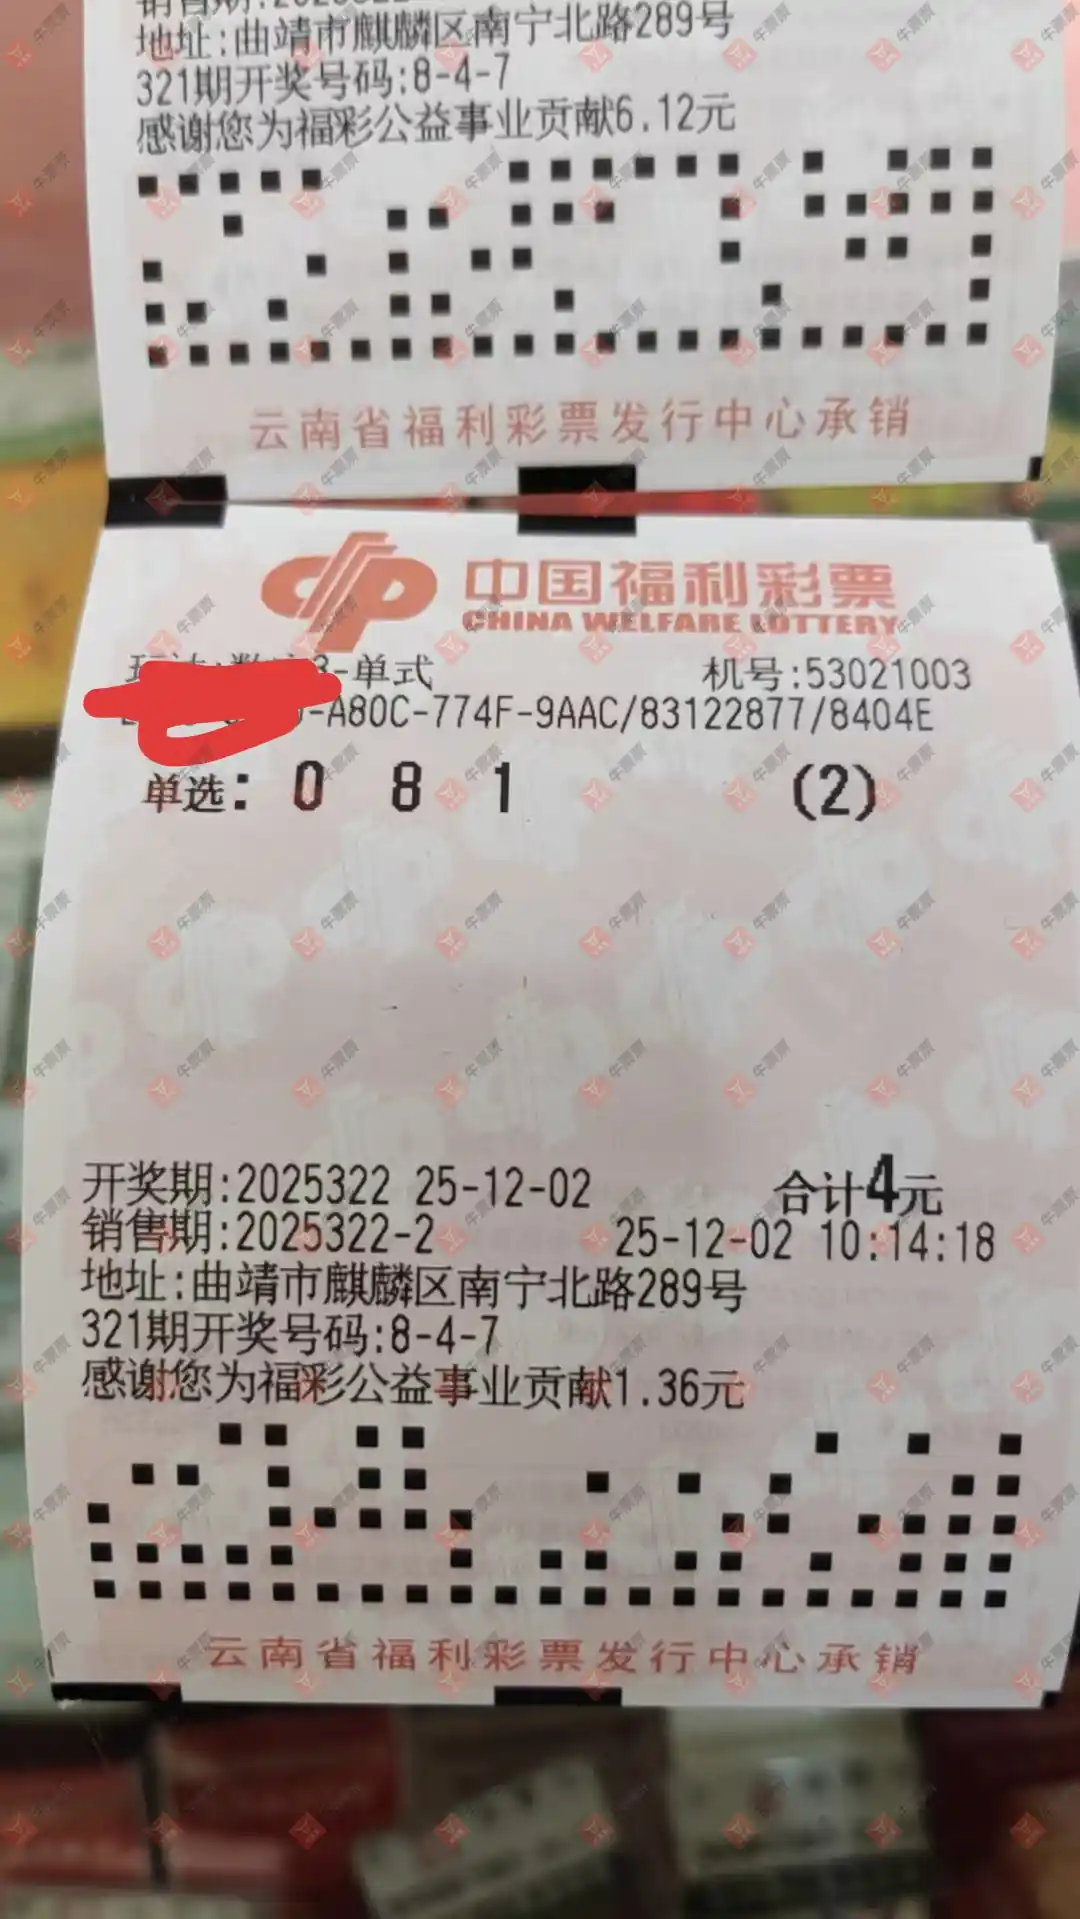 地址:曲靖市麒麟区南宁北路289号
321期开奖号码:8-4-7
感谢您为福彩公益事业贡献6.12元
云南省福利彩票发行中心承销
中国福利彩票
CHINA WELFARE LOTTERY
3-单式 机号:53021003
-A80C-774F-9AAC/83122877/8404E
单选: 0 8 1 (2)
开奖期:2025322 25-12-02 合计4元
销售期:2025322-2 25-12-02 10:14:18
地址:曲靖市麒麟区南宁北路289号
321期开奖号码:8-4-7
感谢您为福彩公益事业贡献1.36元
云南省福利彩票发行中心承销
牛票票